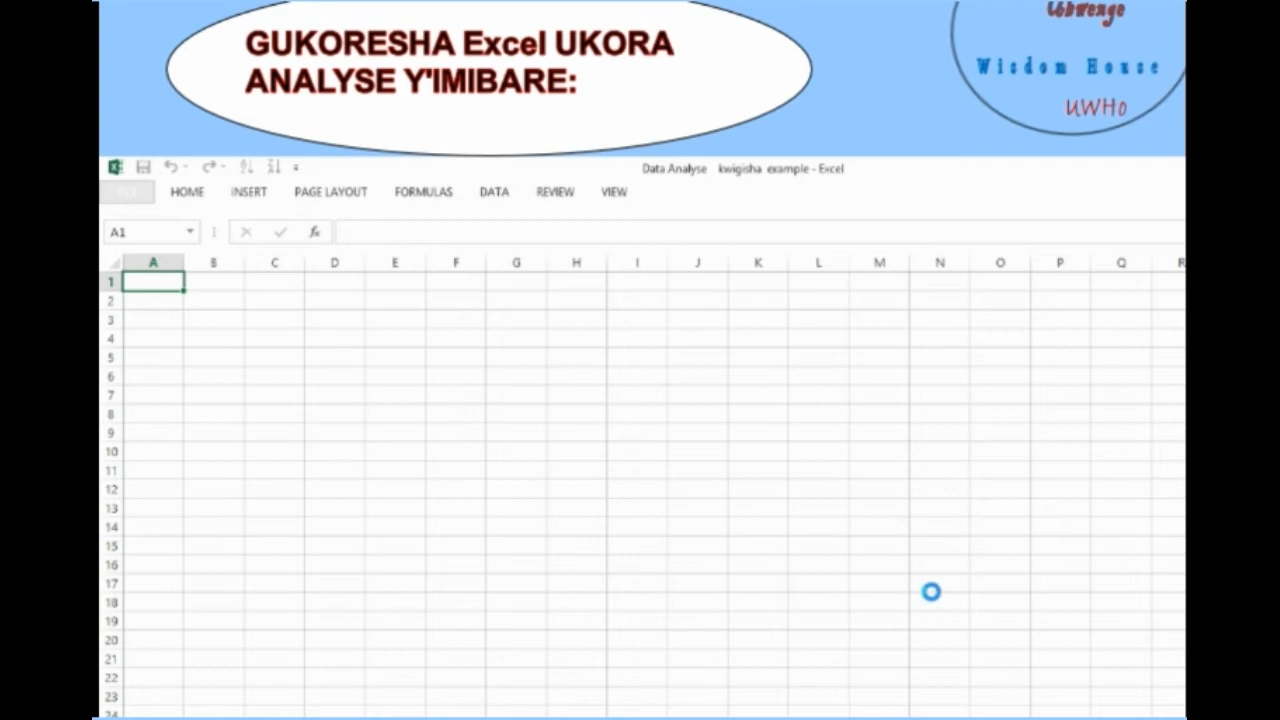 GUKORESHA Excel UKORA
ANALYSE Y'IMIBARE:
Ubwenge
Wisdom House
UWHo
Data Analyse kwigisha example - Excel
FILE HOME INSERT PAGE LAYOUT FORMULAS DATA REVIEW VIEW
A1 fx
A B C D E F G H I J K L M N O P Q R
1
2
3
4
5
6
7
8
9
10
11
12
13
14
15
16
17
18
19
20
21
22
23
24